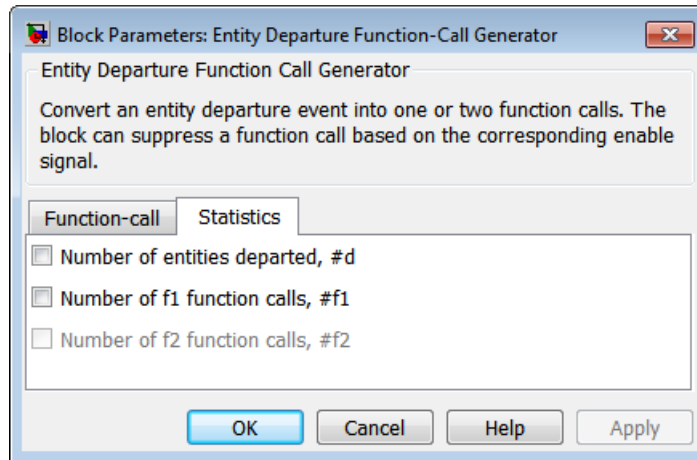 Block Parameters: Entity Departure Function-Call Generator
Entity Departure Function Call Generator
Convert an entity departure event into one or two function calls. The
block can suppress a function call based on the corresponding enable
signal.
Function-call Statistics
Number of entities departed, #d
Number of f1 function calls, #f1
Number of f2 function calls, #f2
OK Cancel Help Apply